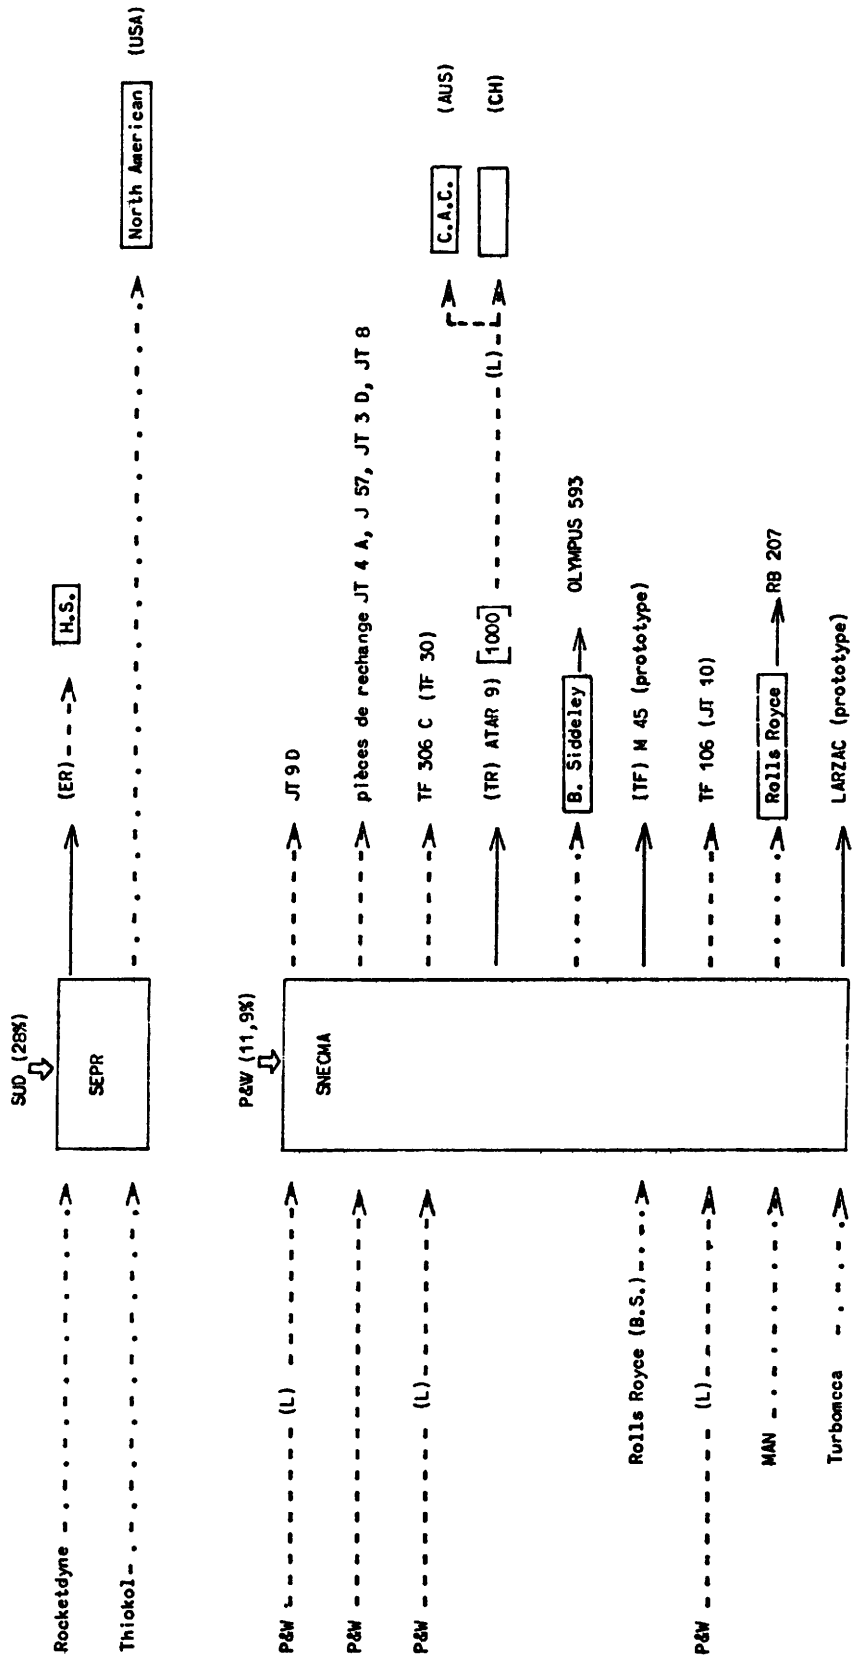 SUD (28%)
Rocketdyne
SEPR
(ER)
H.S.
Thiokol
North American (USA)
P&W (11,9%)
SNECMA
P&W (L) JT 9 D
P&W pièces de rechange JT 4 A, J 57, JT 3 D, JT 8
P&W (L) TF 306 C (TF 30)
C.A.C. (AUS)
(TR) ATAR 9 [1000] (L) (CH)
B. Siddeley OLYMPUS 593
Rolls Royce (B.S.) (TF) M 45 (prototype)
P&W (L) TF 106 (JT 10)
MAN Rolls Royce RB 207
Turbomeca LARZAC (prototype)